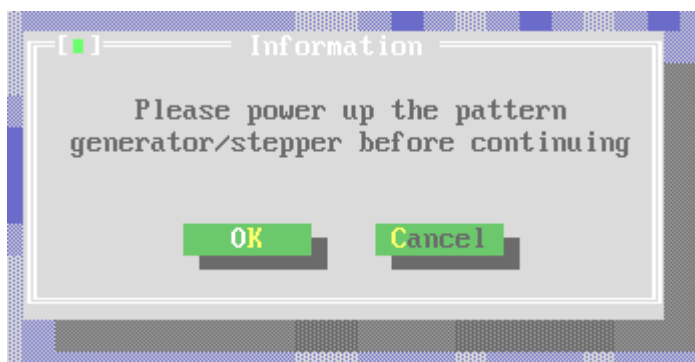 Information
Please power up the pattern
generator/stepper before continuing
OK Cancel